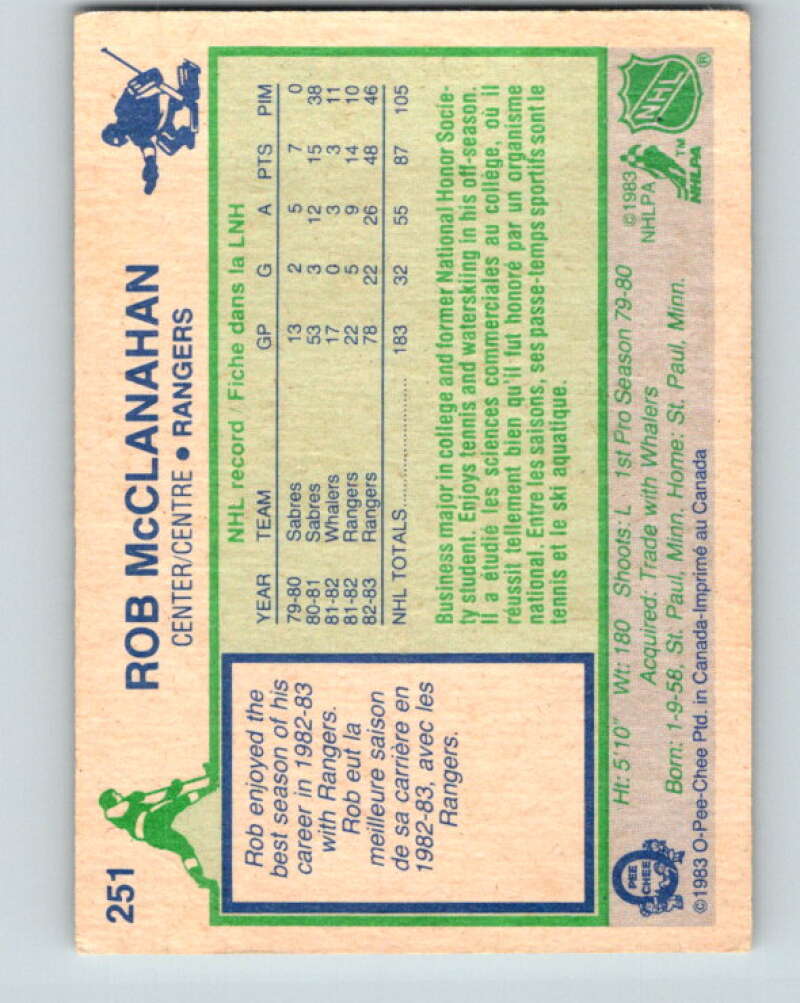 251
ROB McCLANAHAN
CENTER/CENTRE • RANGERS
Rob enjoyed the
best season of his
career in 1982-83
with Rangers.
Rob eut la
meilleure saison
de sa carrière en
1982-83, avec les
Rangers.
NHL record / Fiche dans la LNH
YEAR TEAM GP G A PTS PIM
79-80 Sabres 13 2 5 7 0
80-81 Sabres 53 3 12 15 38
81-82 Whalers 17 0 3 3 11
81-82 Rangers 22 5 9 14 10
82-83 Rangers 78 22 26 48 46
NHL TOTALS 183 32 55 87 105
Business major in college and former National Honor Socie-
ty student. Enjoys tennis and waterskiing in his off-season.
Il a étudié les sciences commerciales au collège, où il
réussit tellement bien qu'il fut honoré par un organisme
national. Entre les saisons, ses passe-temps sportifs sont le
tennis et le ski aquatique.
Ht: 5'10" Wt: 180 Shoots: L 1st Pro Season 79-80
Acquired: Trade with Whalers
Born: 1-9-58, St. Paul, Minn. Home: St. Paul, Minn.
©1983 O-Pee-Chee Ptd. in Canada-Imprimé au Canada
O
PEE
CHEE
©1983
NHLPA
NHL
®
TM
NHLPA